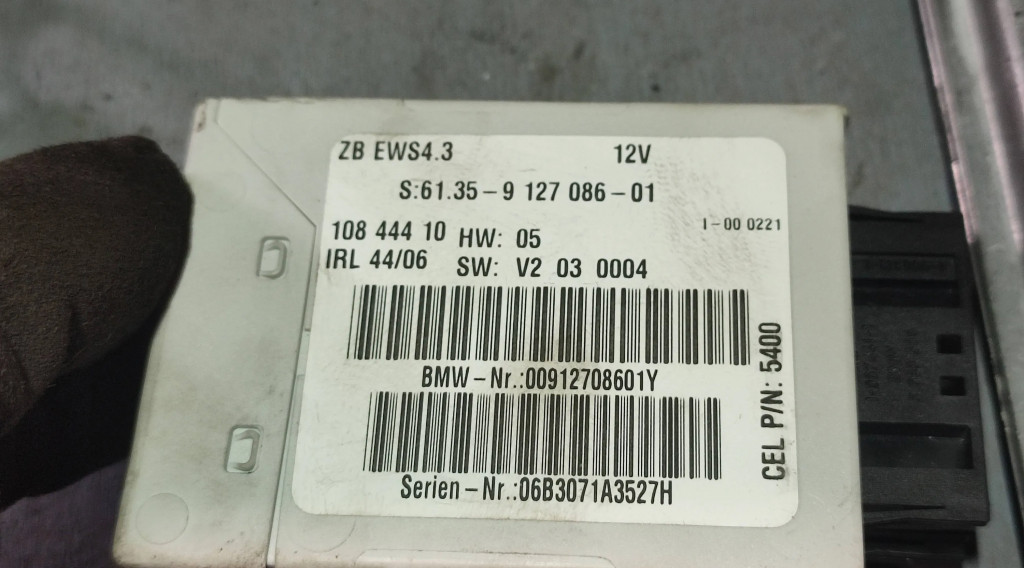 ZB EWS4.3 12V
S:61.35-9 127 086-01
I-00 0221
108 444 10 HW: 05
IRL 44/06 SW: V2 03 0004
BMW-Nr.:00912708601Y
Serien-Nr.:06B3071A3527H
CEL P/N: 5400